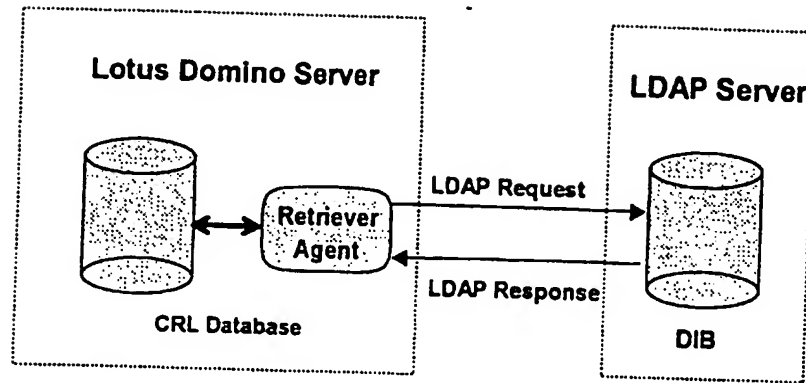 Lotus Domino Server
LDAP Server
LDAP Request
Retriever
Agent
LDAP Response
CRL Database
DIB